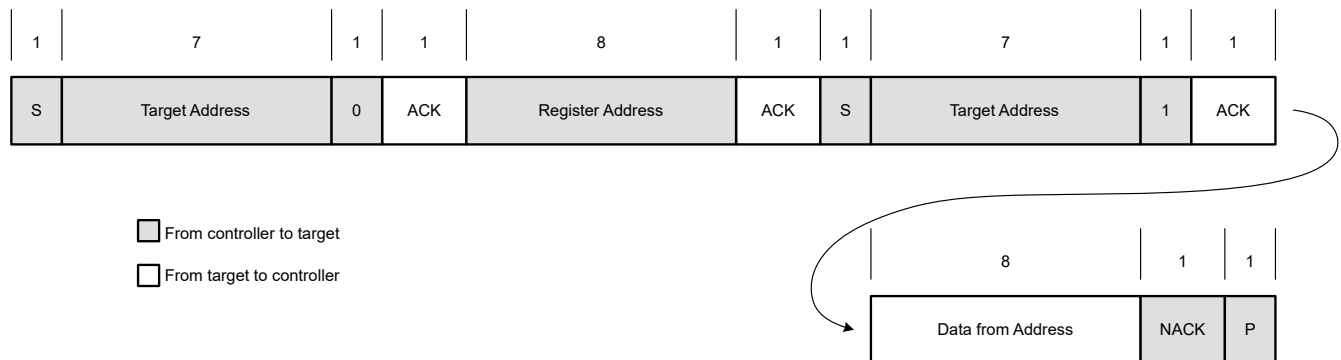 1 7 1 1 8 1 1 7 1 1
S Target Address 0 ACK Register Address ACK S Target Address 1 ACK
From controller to target
From target to controller
8 1 1
Data from Address NACK P